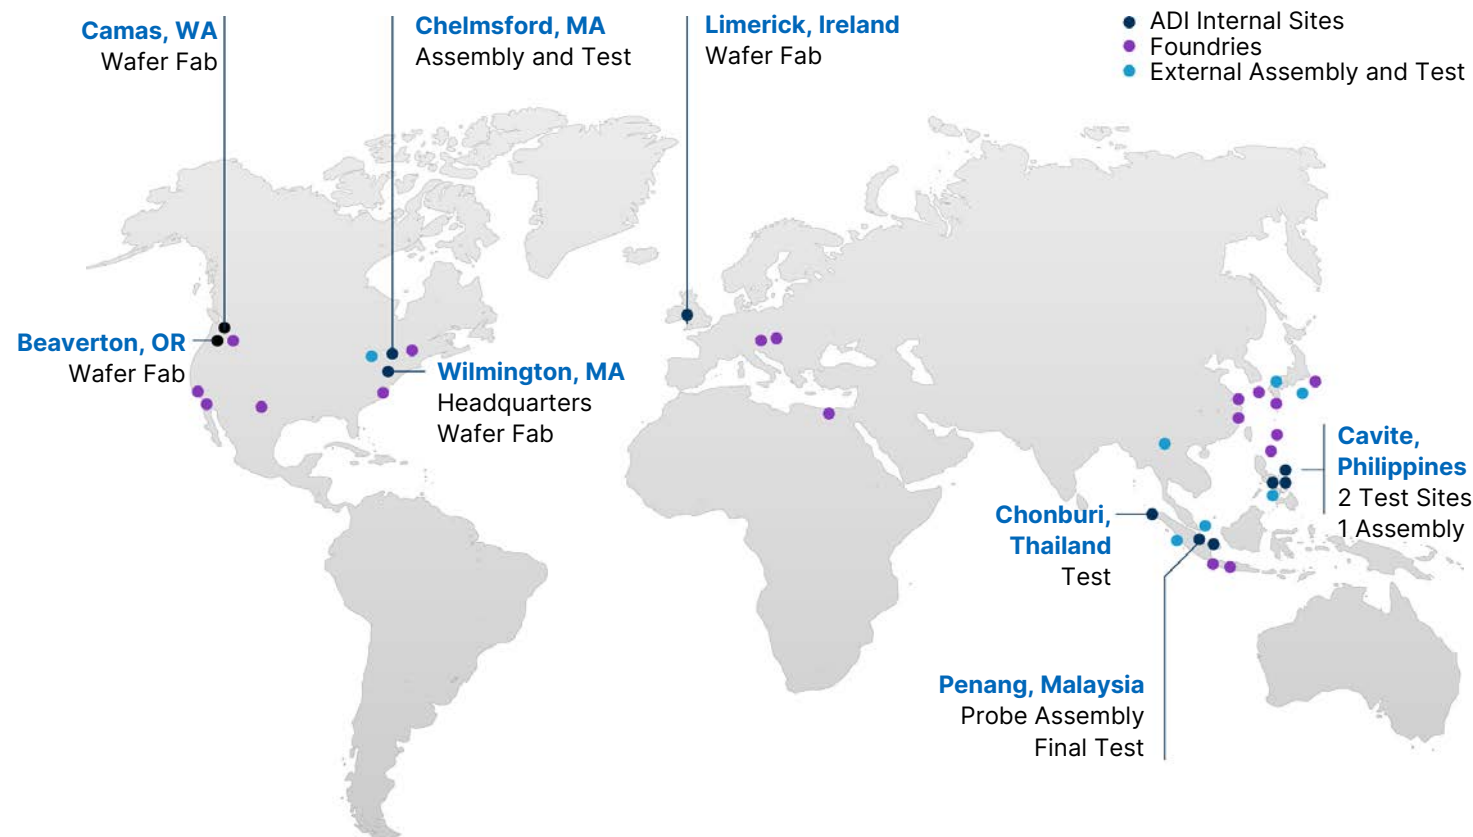 Camas, WA
Wafer Fab
Chelmsford, MA
Assembly and Test
Limerick, Ireland
Wafer Fab
ADI Internal Sites
Foundries
External Assembly and Test
Beaverton, OR
Wafer Fab
Wilmington, MA
Headquarters
Wafer Fab
Cavite,
Philippines
2 Test Sites
1 Assembly
Chonburi,
Thailand
Test
Penang, Malaysia
Probe Assembly
Final Test